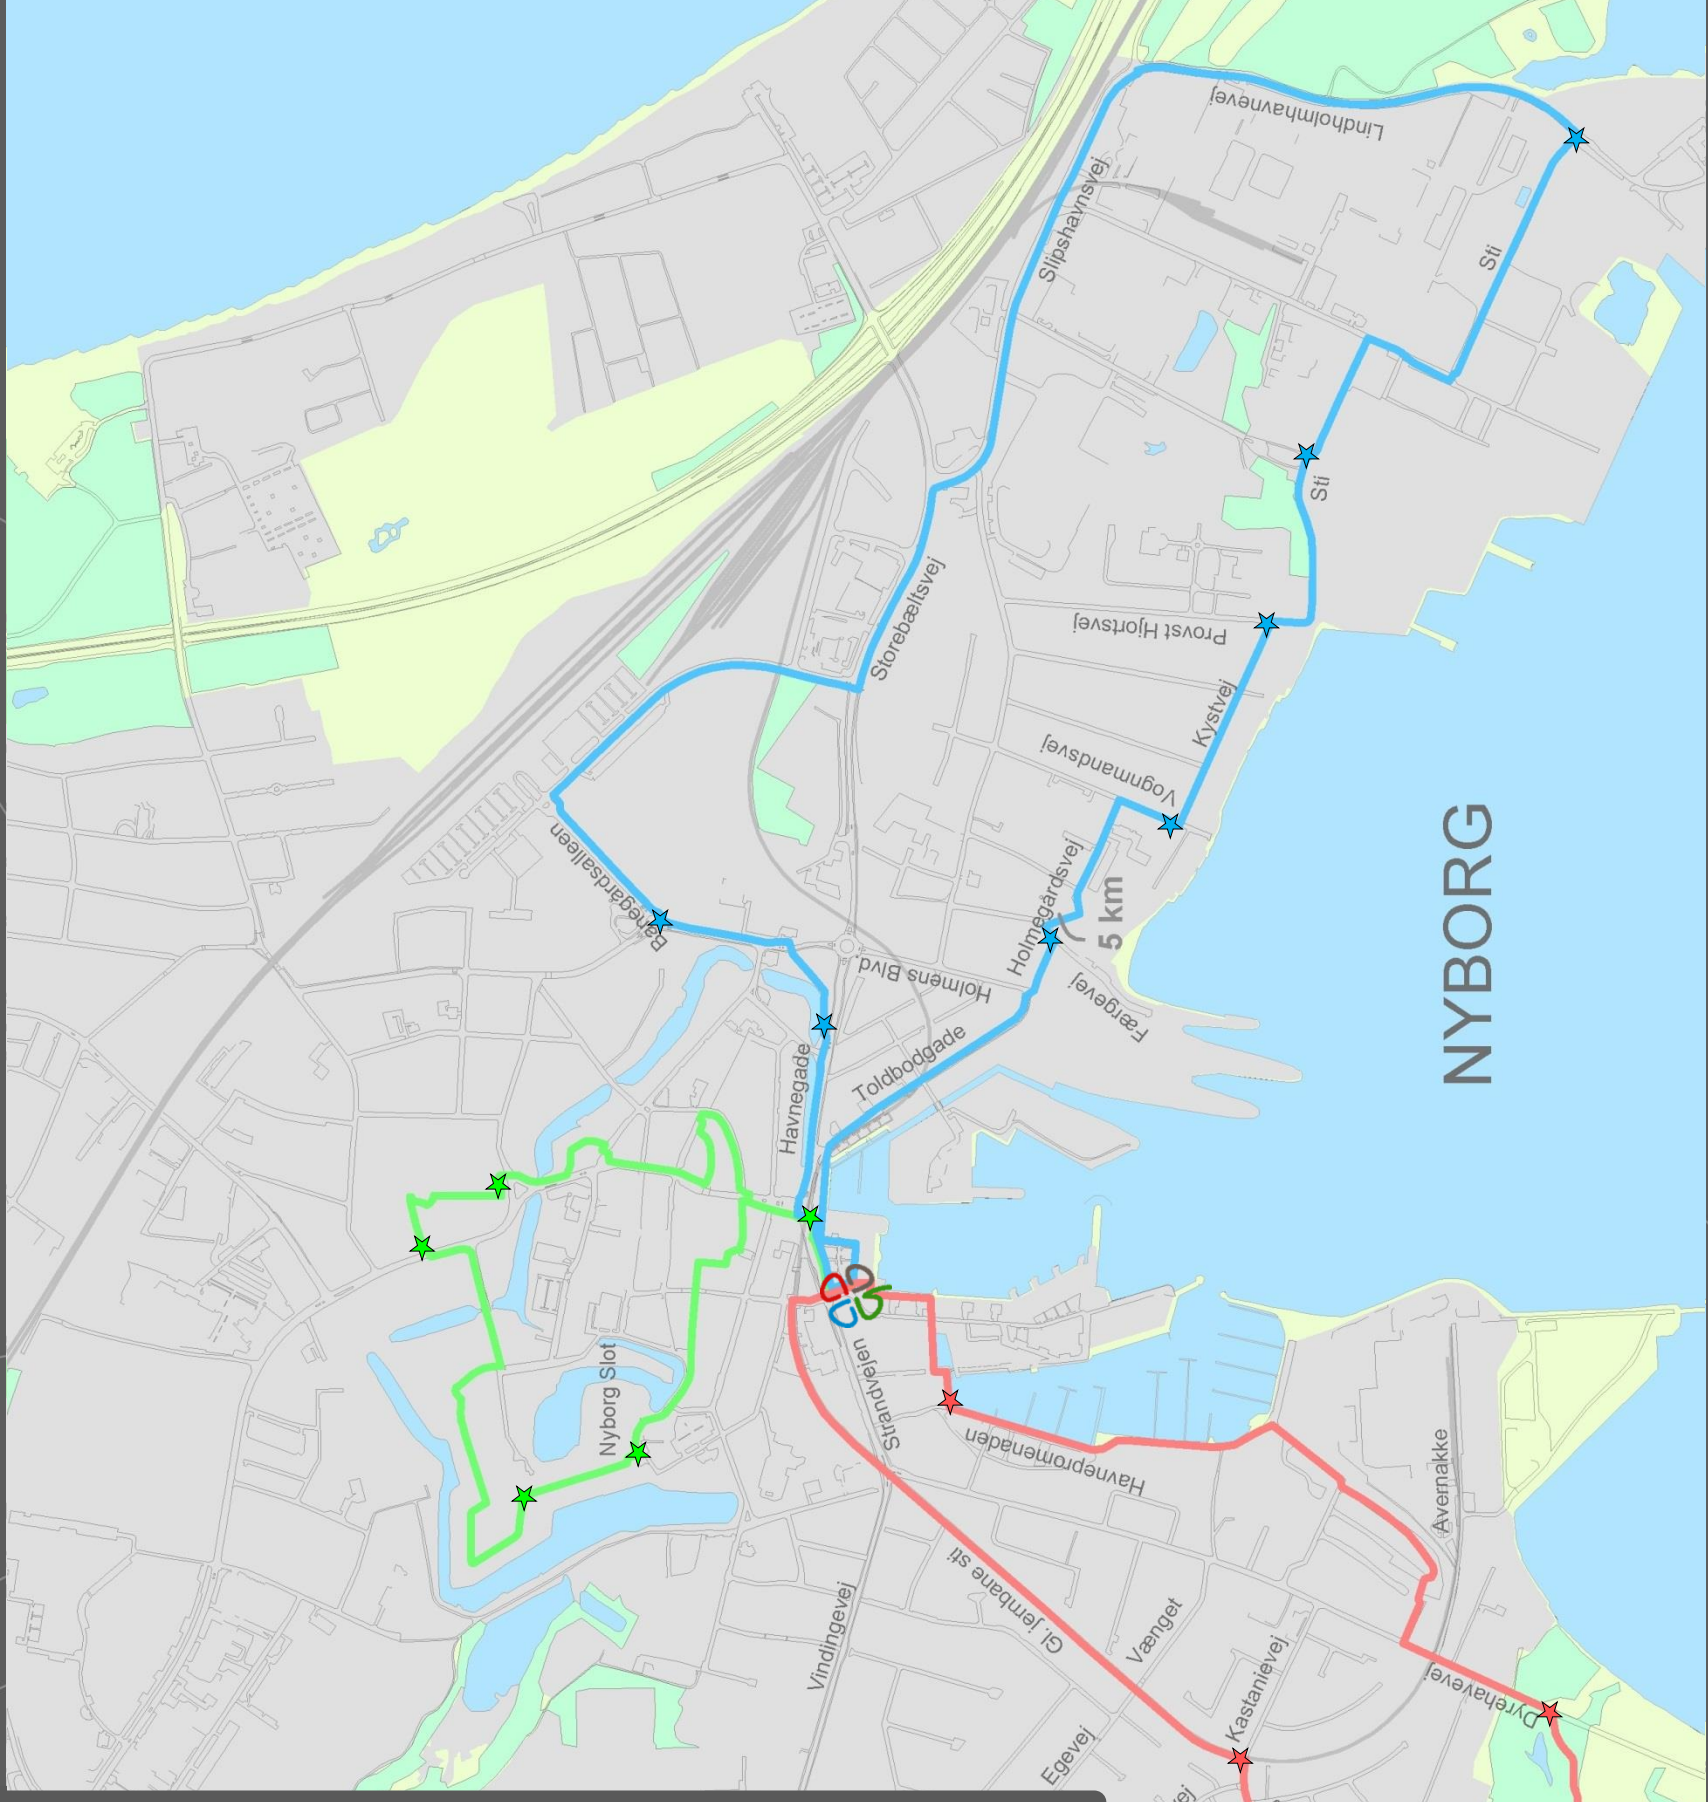 Lindholmhavnevej
Slipshavnsvej
Sti
Sti
Storebæltsvej
Provst Hjortsvej
Kystvej
Vognmandsvej
Banegårdsalleen
Holmegårdsvej
5 km
NYBORG
Holmens Blvd.
Færgevej
Toldbodgade
Havnegade
Nyborg Slot
Strandvejen
Havnepromenaden
Avernakke
Gl.jernbane sti
Vænget
Vindingevej
Kastanievej
Dyrehavevej
Egevej
vej